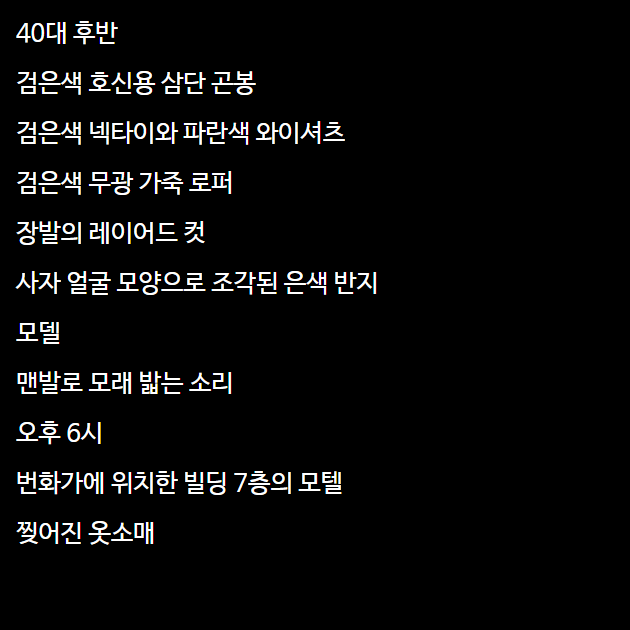 40대 후반
검은색 호신용 삼단 곤봉
검은색 넥타이와 파란색 와이셔츠
검은색 무광 가죽 로퍼
장발의 레이어드 컷
사자 얼굴 모양으로 조각된 은색 반지
모델
맨발로 모래 밟는 소리
오후 6시
번화가에 위치한 빌딩 7층의 모텔
찢어진 옷소매